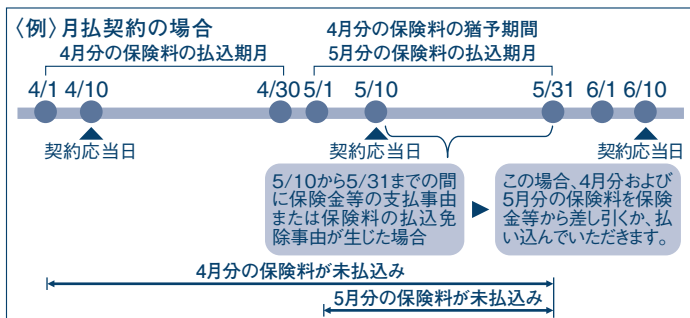 〈例〉月払契約の場合
4月分の保険料の払込期月
4月分の保険料の猶予期間
5月分の保険料の払込期月
4/1 4/10 4/30 5/1 5/10 5/31 6/1 6/10
契約応当日 契約応当日 契約応当日
5/10から5/31までの間
に保険金等の支払事由
または保険料の払込免
除事由が生じた場合
この場合、4月分および
5月分の保険料を保険
金等から差し引くか、払
い込んでいただきます。
4月分の保険料が未払込み
5月分の保険料が未払込み